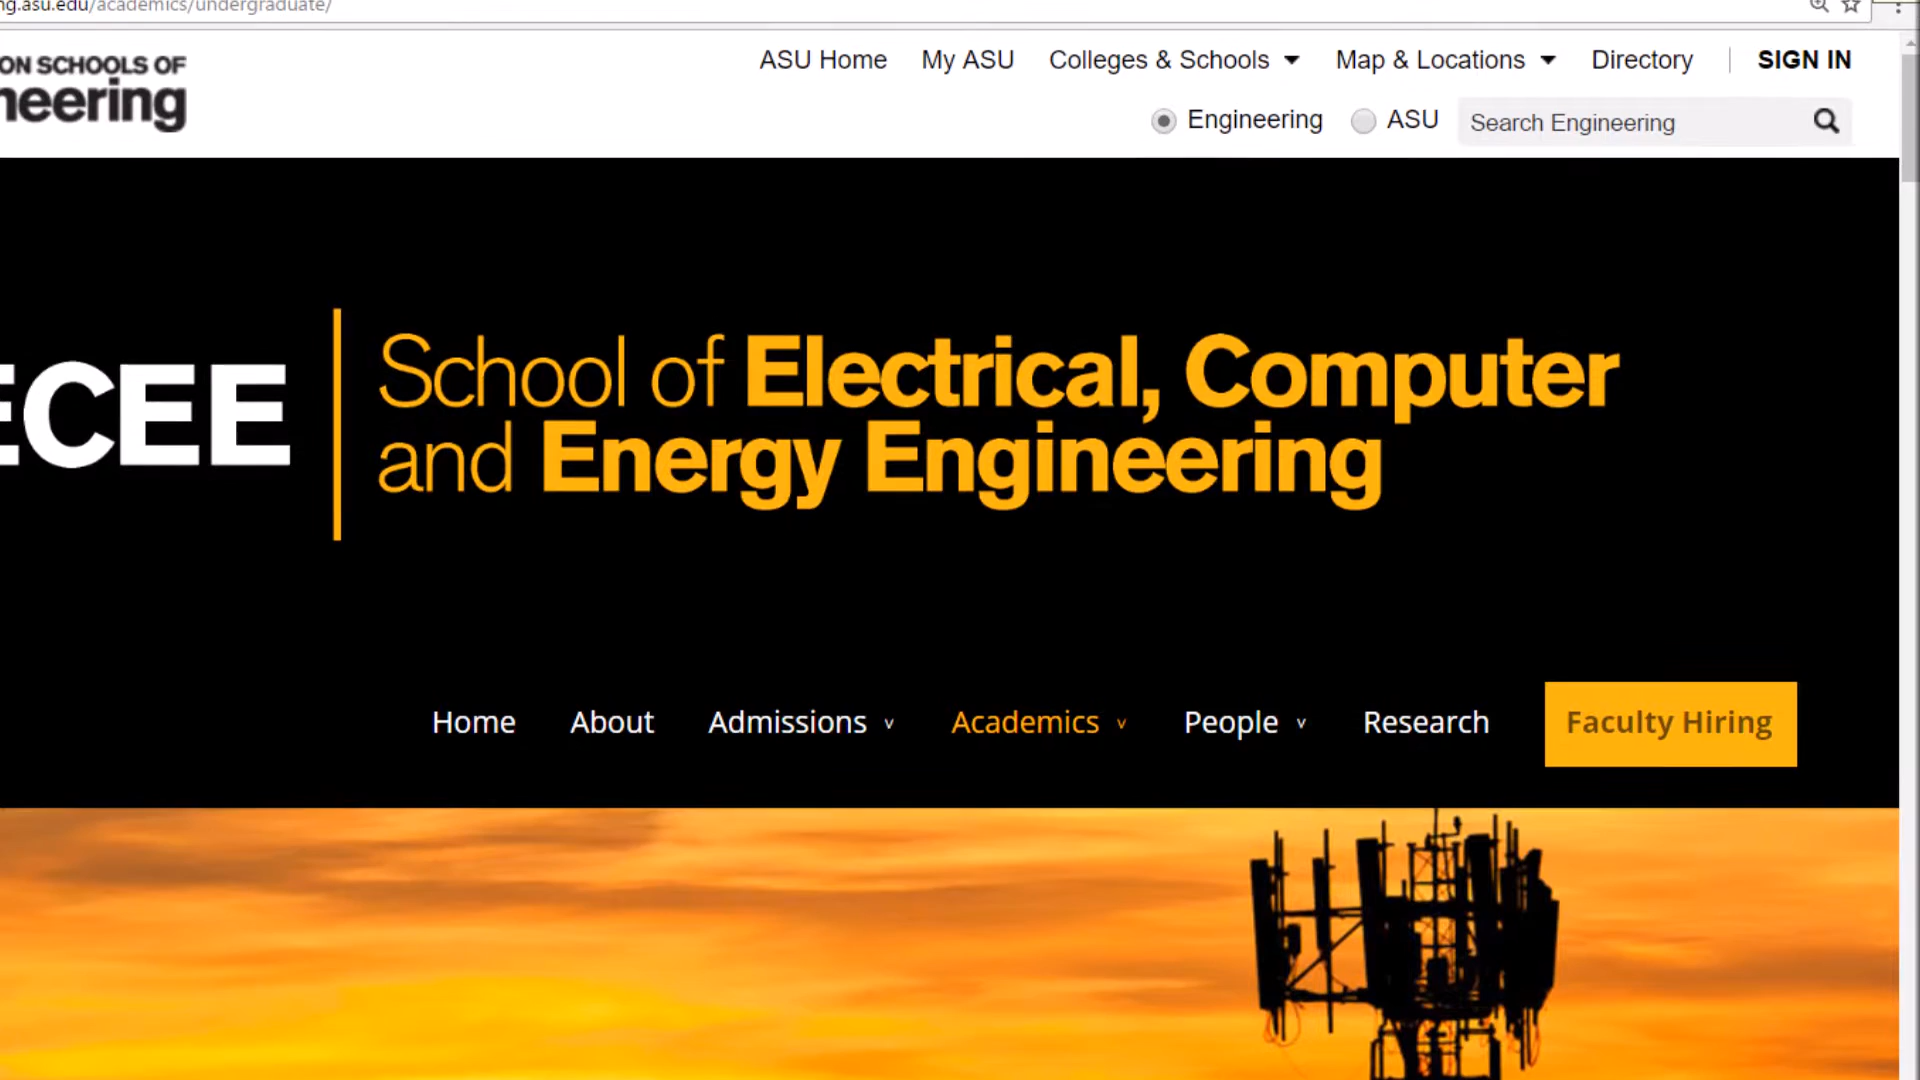 ng.asu.edu/academics/undergraduate/
ON SCHOOLS OF
neering
ASU Home My ASU Colleges & Schools Map & Locations Directory SIGN IN
Engineering ASU Search Engineering
ECEE
School of Electrical, Computer
and Energy Engineering
Home About Admissions v Academics v People v Research Faculty Hiring